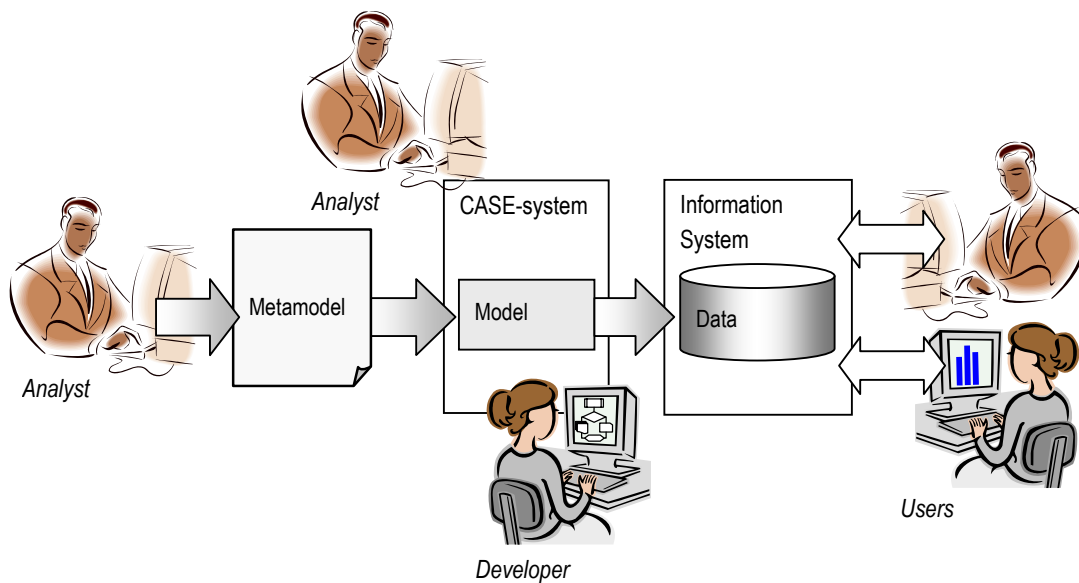 Analyst
CASE-system
Information
System
Analyst
Metamodel
Model
Data
Users
Developer